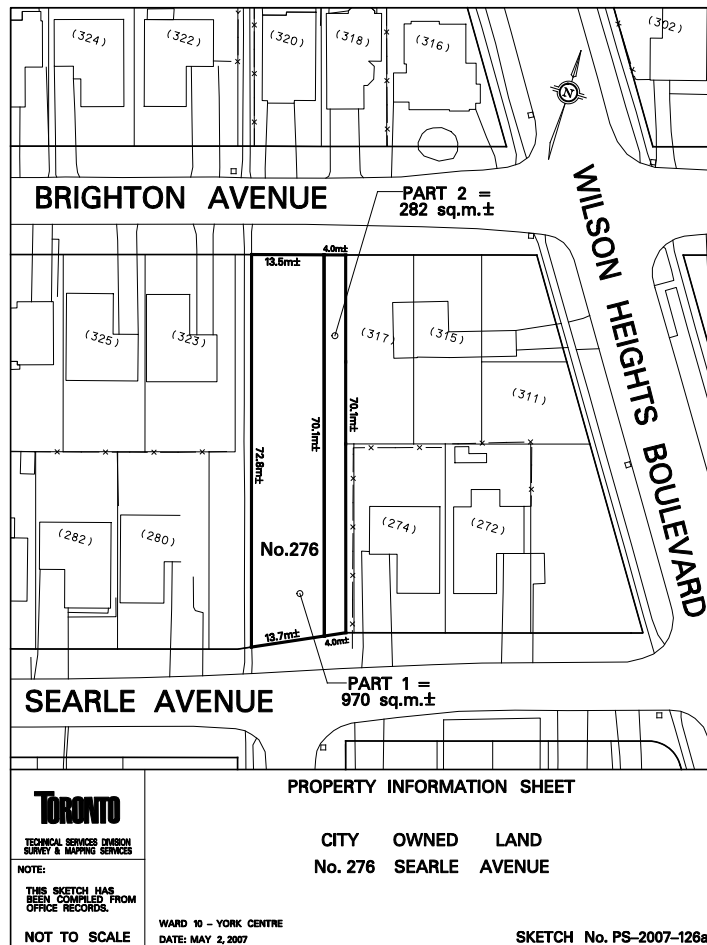 (324)
(322)
(320)
(318)
(316)
(302)
N
BRIGHTON AVENUE
PART 2 =
282 sq.m.±
WILSON HEIGHTS BOULEVARD
13.5m±
4.0m±
(325)
(323)
(317)
(315)
(311)
72.8m±
70.1m±
70.1m±
(282)
(280)
(274)
(272)
No.276
13.7m±
4.0m±
SEARLE AVENUE
PART 1 =
970 sq.m.±
PROPERTY INFORMATION SHEET
CITY OWNED LAND
No. 276 SEARLE AVENUE
TORONTO
TECHNICAL SERVICES DIVISION
SURVEY & MAPPING SERVICES
NOTE:
THIS SKETCH HAS
BEEN COMPILED FROM
OFFICE RECORDS.
NOT TO SCALE
WARD 10 – YORK CENTRE
DATE: MAY 2, 2007
SKETCH No. PS–2007–126a